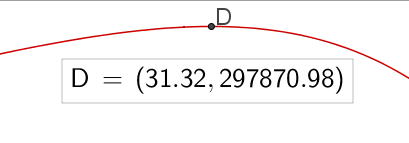 D
D = (31.32, 297870.98)